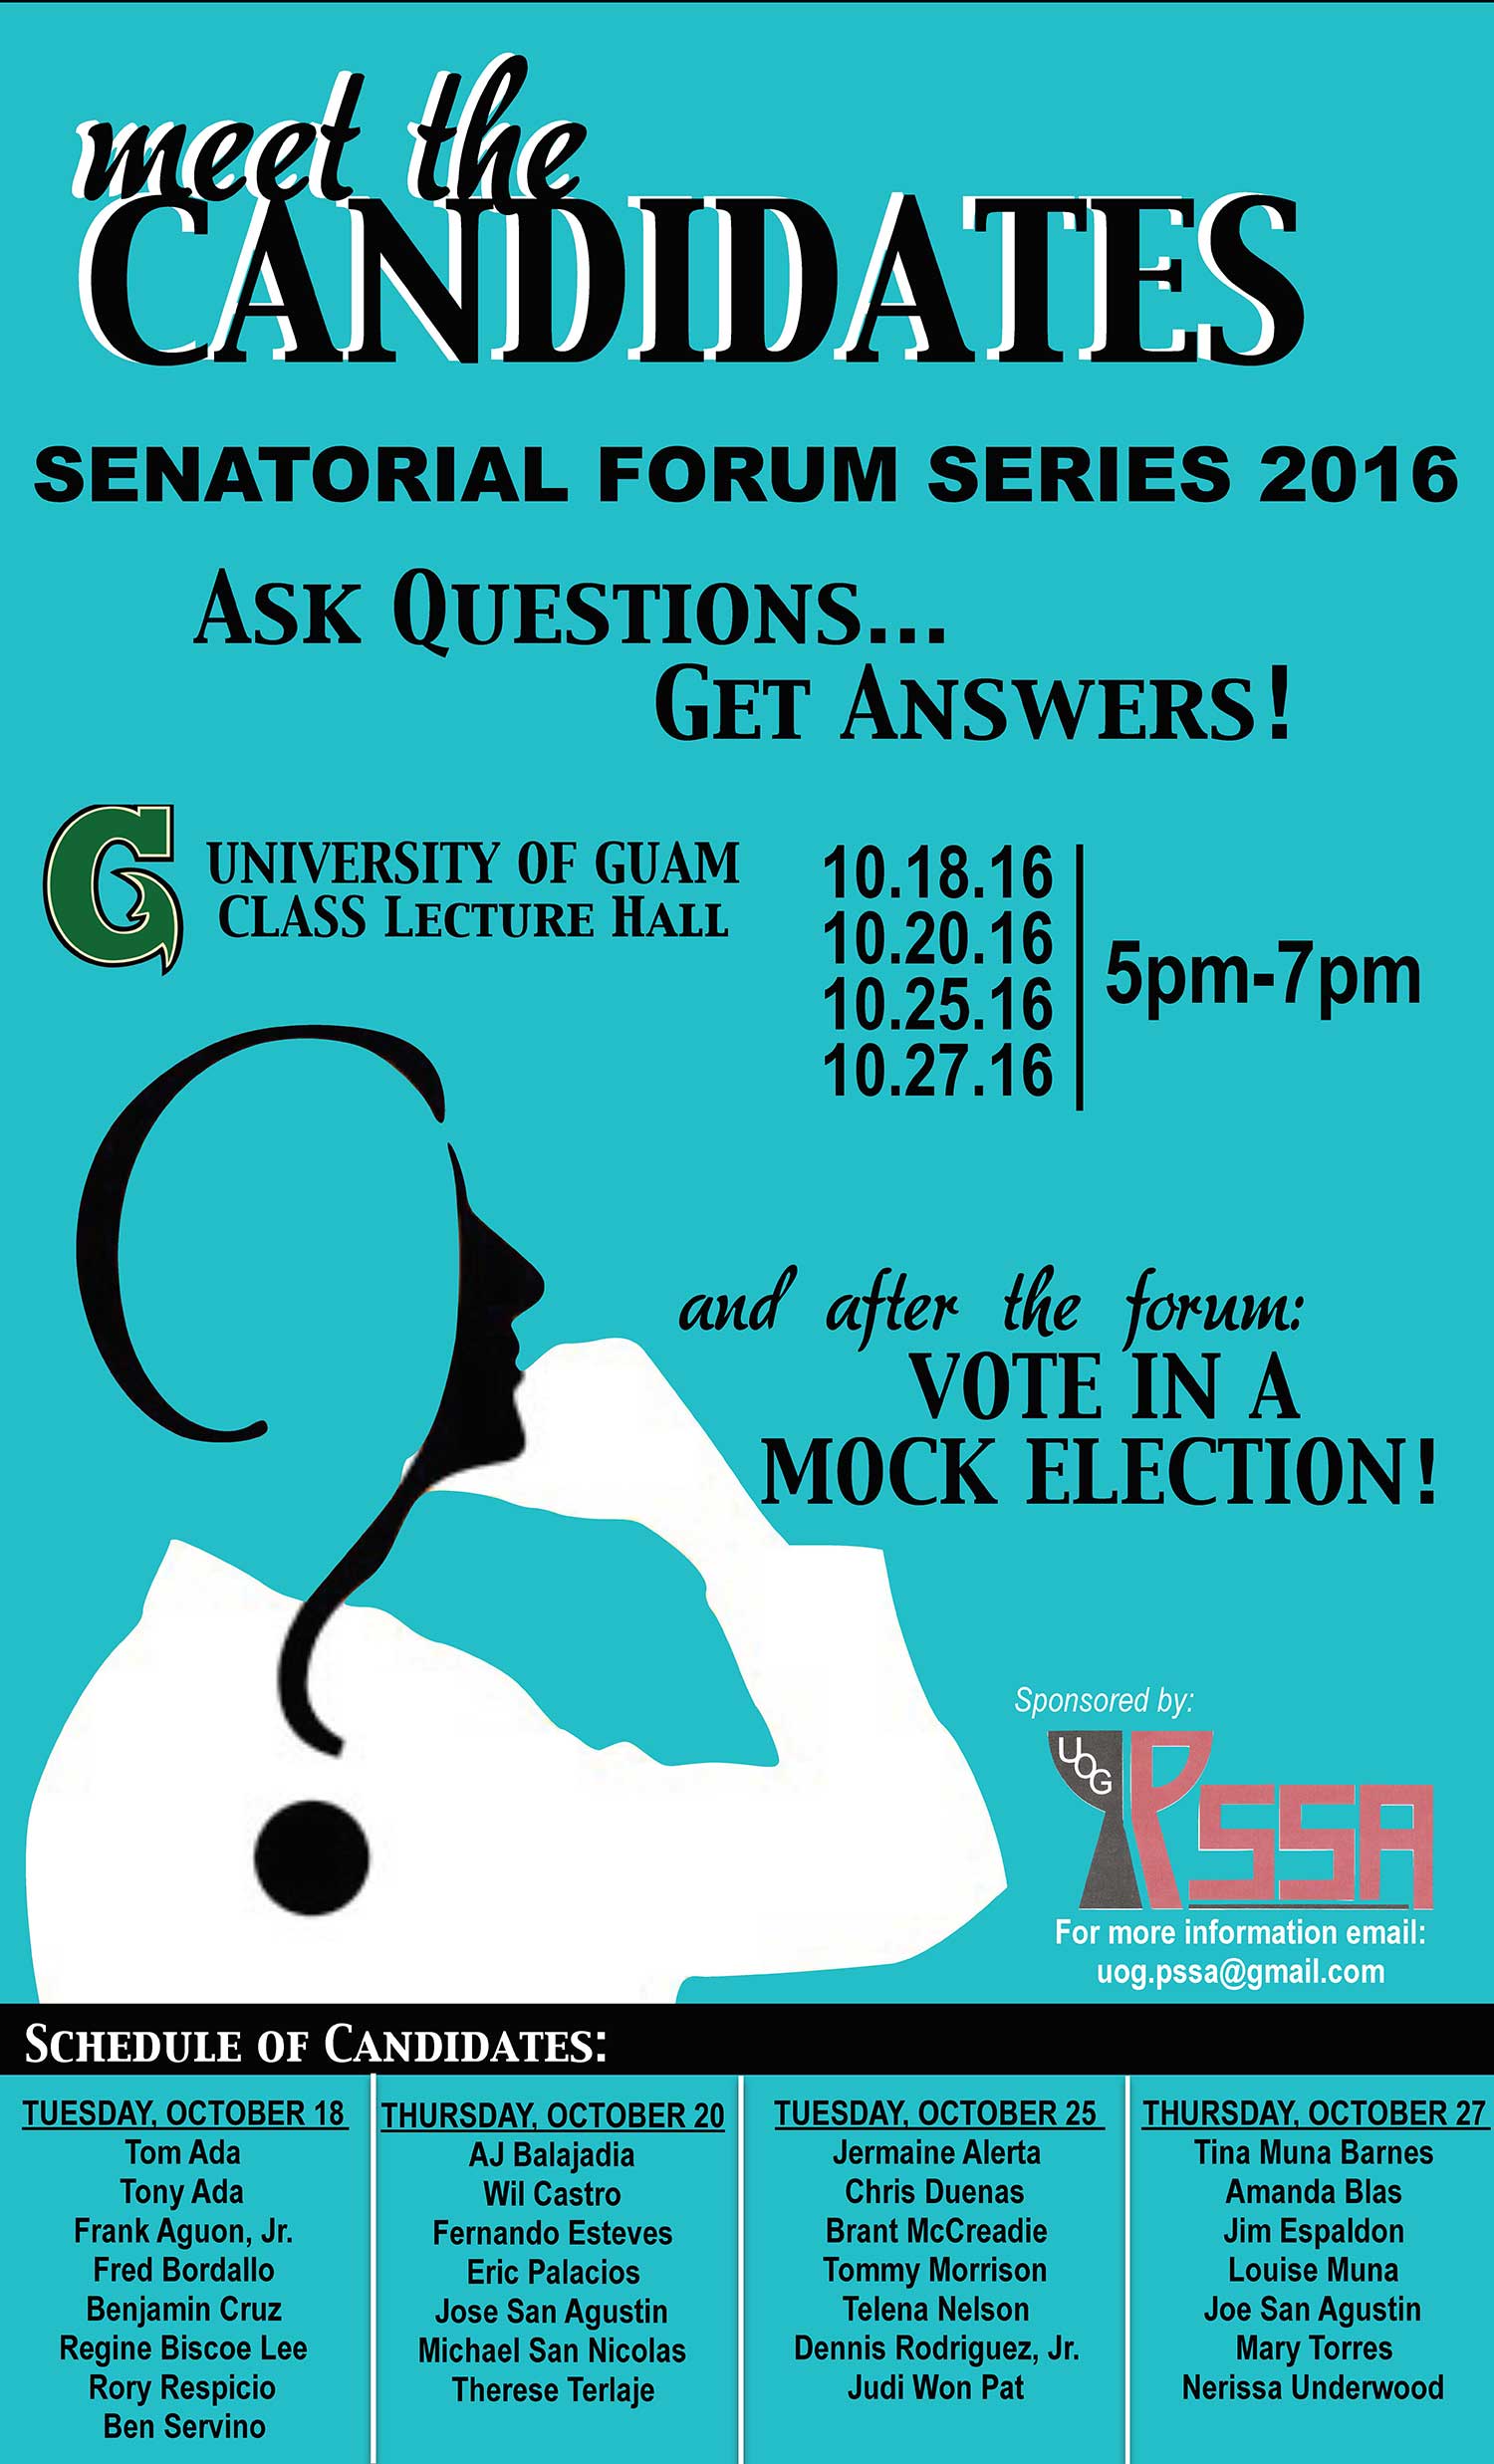 meet the
CANDIDATES
SENATORIAL FORUM SERIES 2016
ASK QUESTIONS...
GET ANSWERS!
G
UNIVERSITY OF GUAM
CLASS LECTURE HALL
10.18.16
10.20.16
10.25.16
10.27.16
5pm-7pm
and after the forum:
VOTE IN A
MOCK ELECTION!
Sponsored by:
UOG
PSSA
For more information email:
uog.pssa@gmail.com
SCHEDULE OF CANDIDATES:
TUESDAY, OCTOBER 18
Tom Ada
Tony Ada
Frank Aguon, Jr.
Fred Bordallo
Benjamin Cruz
Regine Biscoe Lee
Rory Respicio
Ben Servino
THURSDAY, OCTOBER 20
AJ Balajadia
Wil Castro
Fernando Esteves
Eric Palacios
Jose San Agustin
Michael San Nicolas
Therese Terlaje
TUESDAY, OCTOBER 25
Jermaine Alerta
Chris Duenas
Brant McCreadie
Tommy Morrison
Telena Nelson
Dennis Rodriguez, Jr.
Judi Won Pat
THURSDAY, OCTOBER 27
Tina Muna Barnes
Amanda Blas
Jim Espaldon
Louise Muna
Joe San Agustin
Mary Torres
Nerissa Underwood